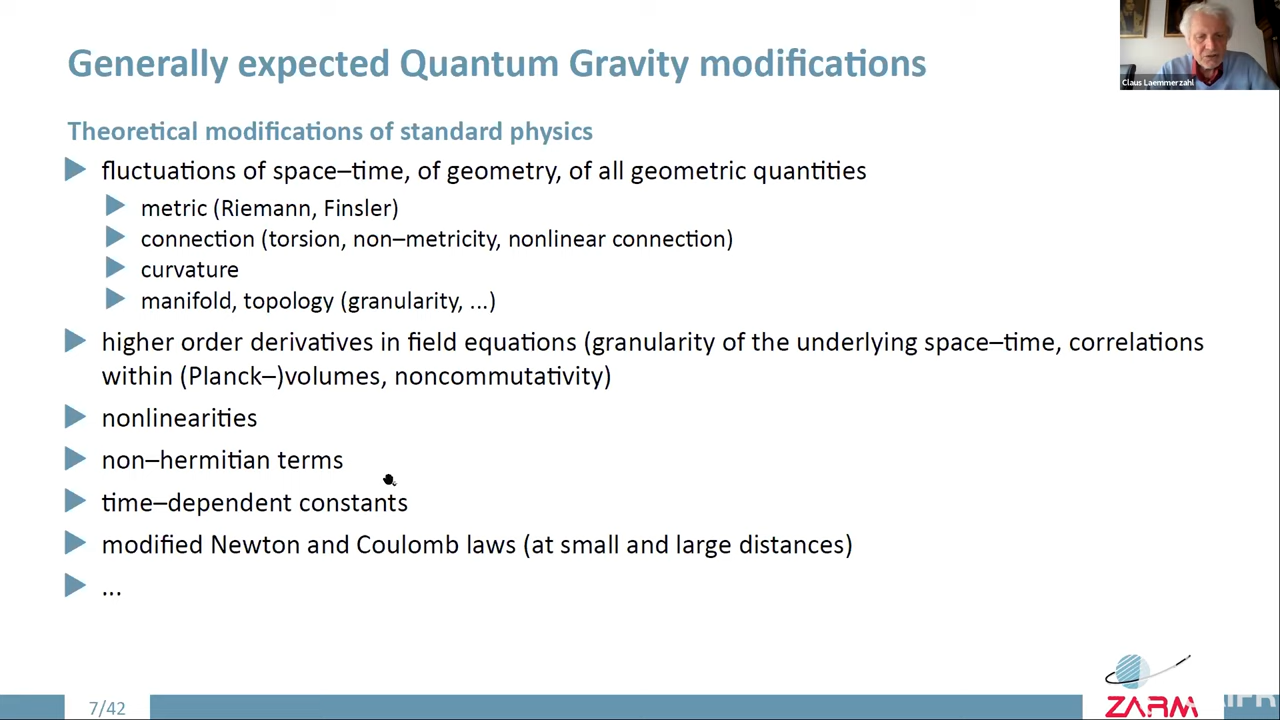 Generally expected Quantum Gravity modifications
Claus Laemmerzahl
Theoretical modifications of standard physics
fluctuations of space–time, of geometry, of all geometric quantities
metric (Riemann, Finsler)
connection (torsion, non–metricity, nonlinear connection)
curvature
manifold, topology (granularity, ...)
higher order derivatives in field equations (granularity of the underlying space–time, correlations
within (Planck–)volumes, noncommutativity)
nonlinearities
non–hermitian terms
time–dependent constants
modified Newton and Coulomb laws (at small and large distances)
...
7/42
ZARM